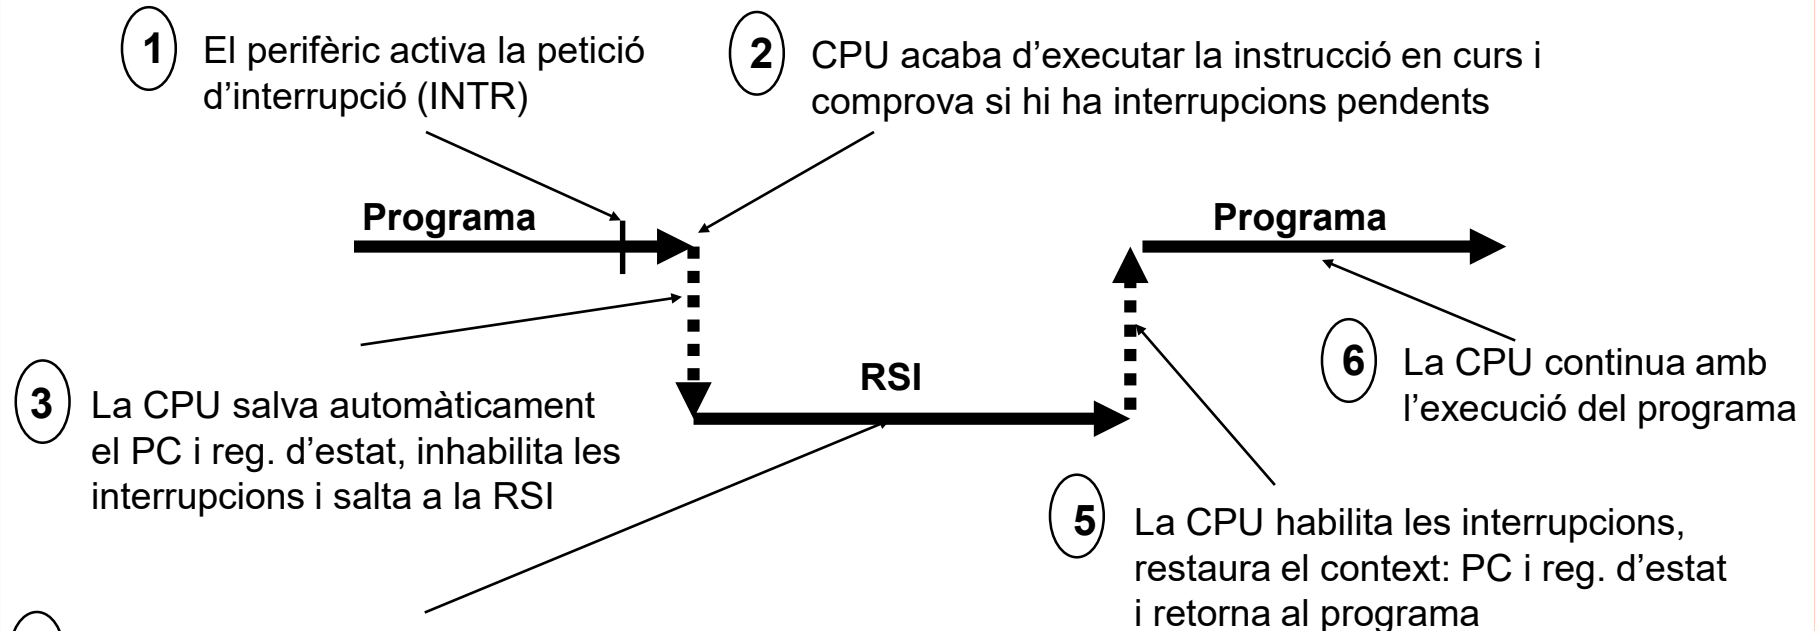 1
El perifèric activa la petició
d’interrupció (INTR)
2
CPU acaba d’executar la instrucció en curs i
comprova si hi ha interrupcions pendents
Programa
Programa
RSI
3
La CPU salva automàticament
el PC i reg. d’estat, inhabilita les
interrupcions i salta a la RSI
6
La CPU continua amb
l’execució del programa
5
La CPU habilita les interrupcions,
restaura el context: PC i reg. d’estat
i retorna al programa